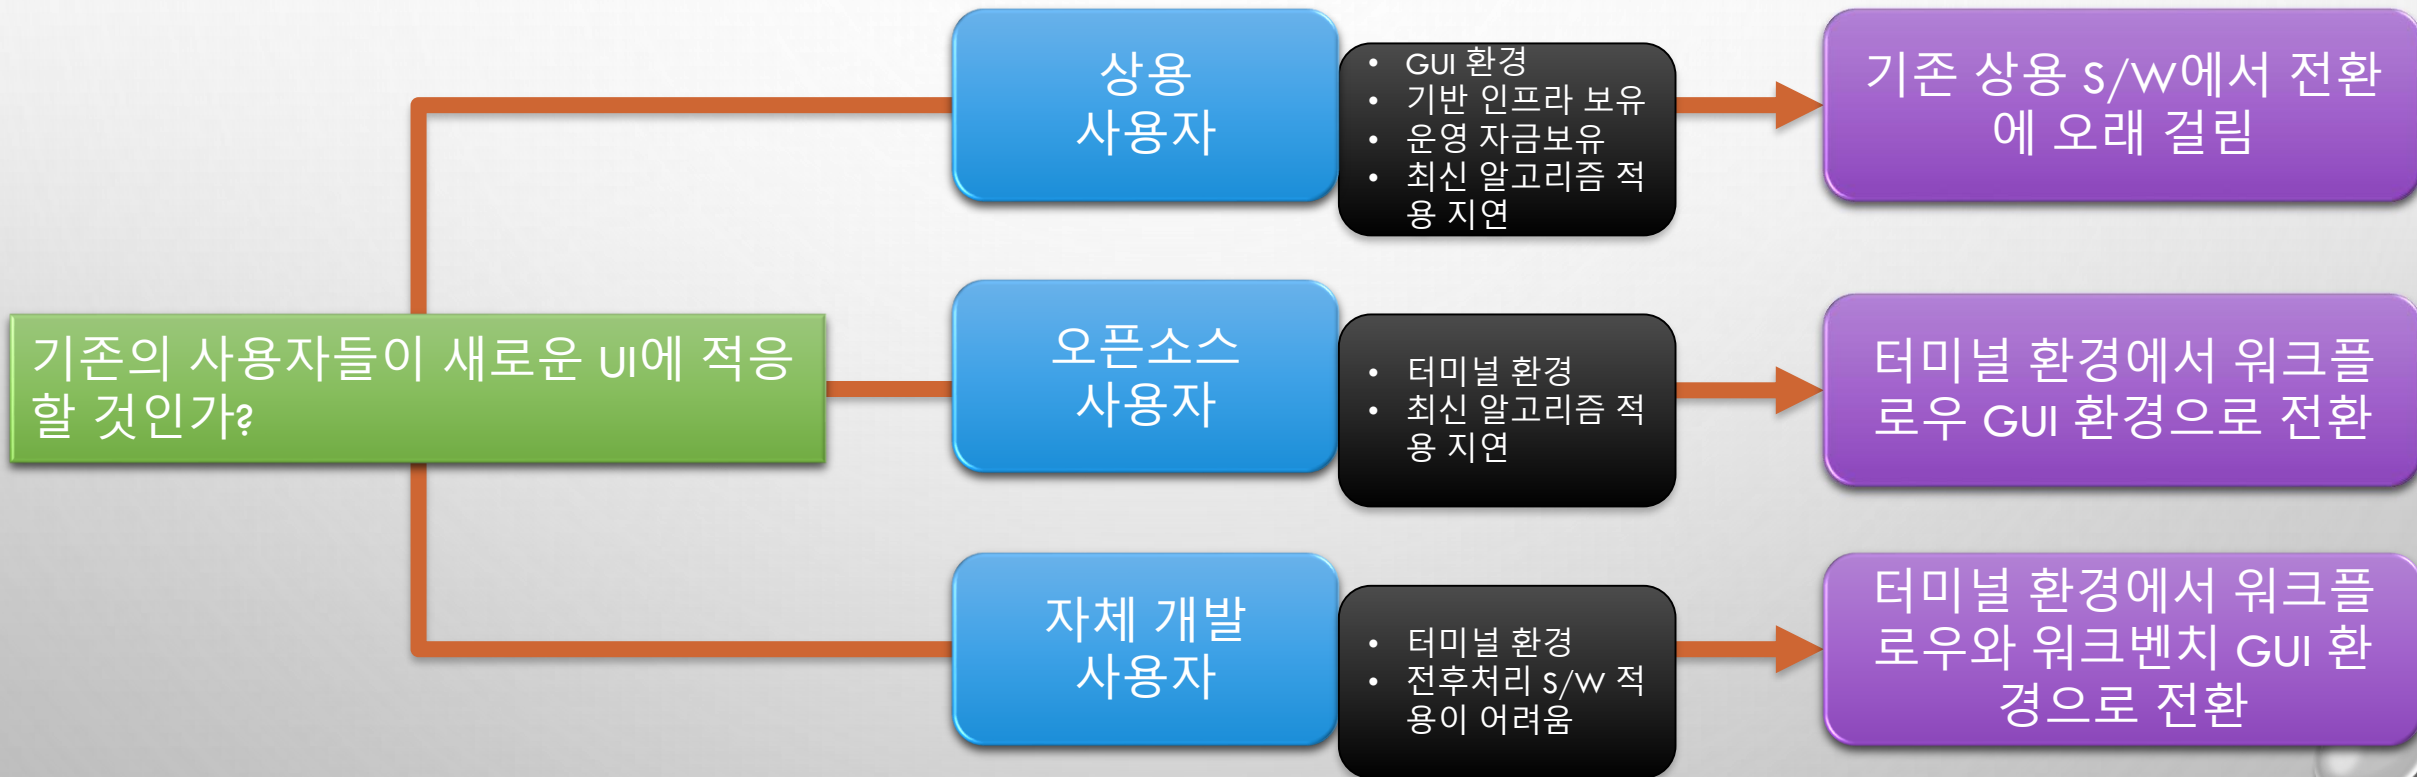 기존의 사용자들이 새로운 UI에 적응
할 것인가?
상용
사용자
• GUI 환경
• 기반 인프라 보유
• 운영 자금보유
• 최신 알고리즘 적
용 지연
기존 상용 S/W에서 전환
에 오래 걸림
오픈소스
사용자
• 터미널 환경
• 최신 알고리즘 적
용 지연
터미널 환경에서 워크플
로우 GUI 환경으로 전환
자체 개발
사용자
• 터미널 환경
• 전후처리 S/W 적
용이 어려움
터미널 환경에서 워크플
로우와 워크벤치 GUI 환
경으로 전환